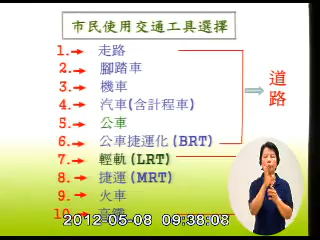 市民使用交通工具選擇
1. 走路
2. 腳踏車
3. 機車
4. 汽車(含計程車)
5. 公車
6. 公車捷運化(BRT)
7. 輕軌(LRT)
8. 捷運(MRT)
9. 火車
10.
道路
2012-05-08 09:38:08